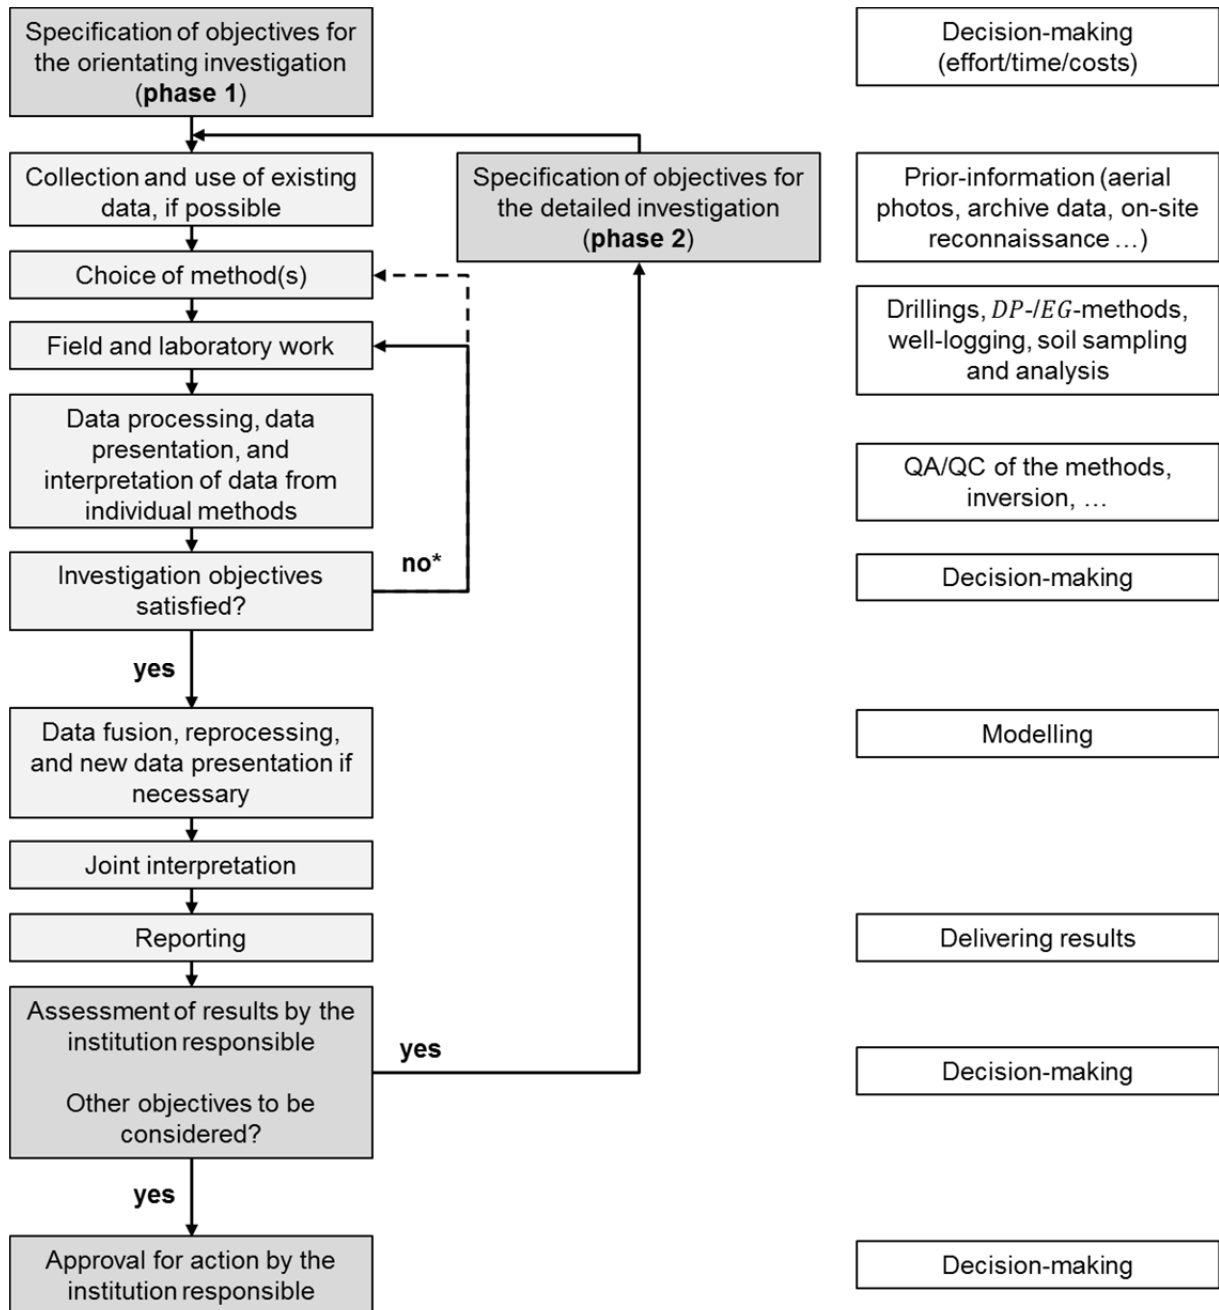 Specification of objectives for
the orientating investigation
(phase 1)
Decision-making
(effort/time/costs)
Collection and use of existing
data, if possible
Specification of objectives for
the detailed investigation
(phase 2)
Prior-information (aerial
photos, archive data, on-site
reconnaissance …)
Choice of method(s)
Field and laboratory work
Drillings, DP-/EG-methods,
well-logging, soil sampling
and analysis
Data processing, data
presentation, and
interpretation of data from
individual methods
QA/QC of the methods,
inversion, …
Investigation objectives
satisfied?
no*
Decision-making
yes
Data fusion, reprocessing,
and new data presentation if
necessary
Modelling
Joint interpretation
Reporting
Delivering results
Assessment of results by the
institution responsible
Other objectives to be
considered?
yes
Decision-making
yes
Approval for action by the
institution responsible
Decision-making